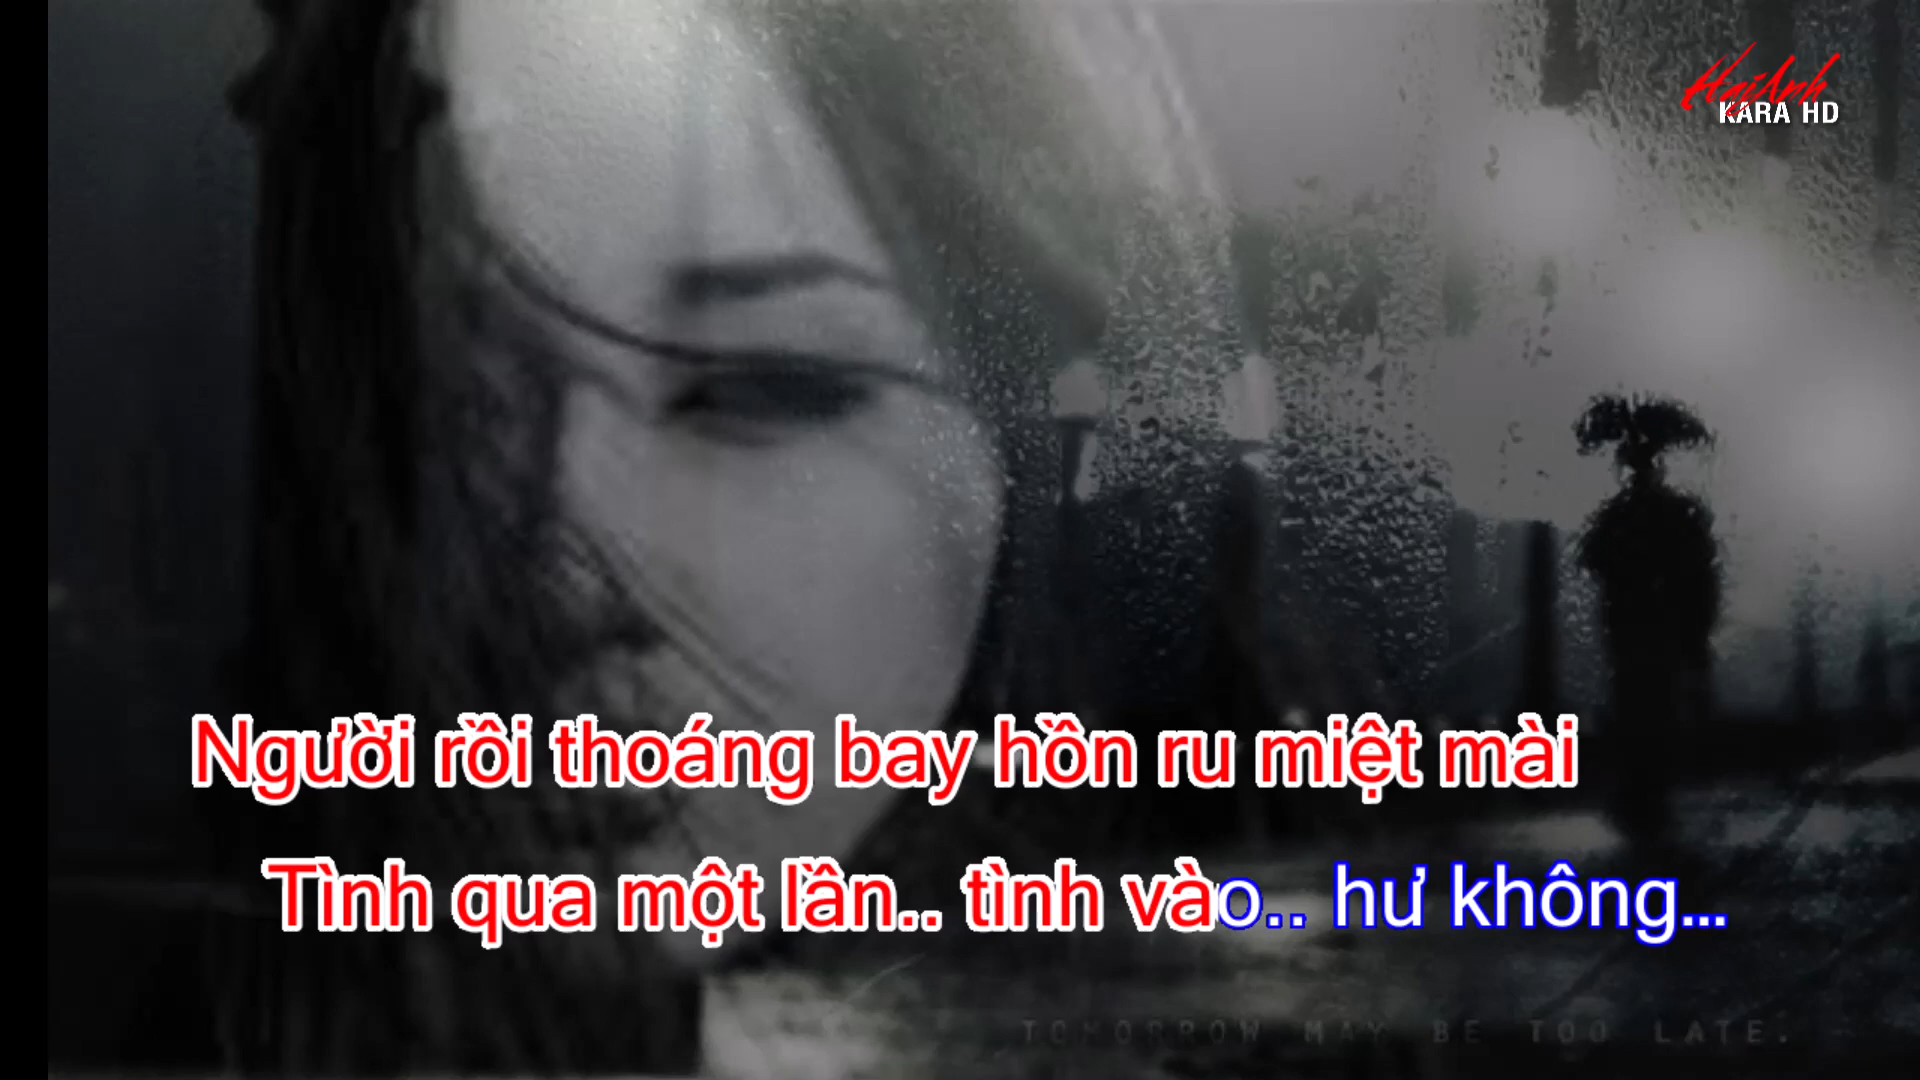 HảiAnh
KARA HD
Người rồi thoáng bay hồn ru miệt mài
Tình qua một lần.. tình vào.. hư không...
TOMORROW MAY BE TOO LATE.